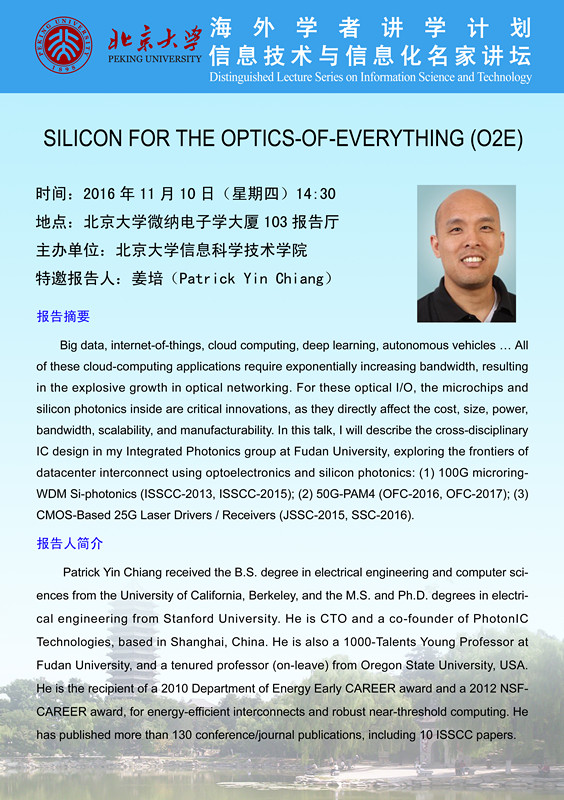 PEKING UNIVERSITY
1898
北京大学
PEKING UNIVERSITY
海外学者讲学计划
信息技术与信息化名家讲坛
Distinguished Lecture Series on Information Science and Technology
SILICON FOR THE OPTICS-OF-EVERYTHING (O2E)
时间：2016 年 11 月 10 日（星期四）14:30
地点：北京大学微纳电子学大厦 103 报告厅
主办单位：北京大学信息科学技术学院
特邀报告人：姜培（Patrick Yin Chiang）
报告摘要
Big data, internet-of-things, cloud computing, deep learning, autonomous vehicles … All
of these cloud-computing applications require exponentially increasing bandwidth, resulting
in the explosive growth in optical networking. For these optical I/O, the microchips and
silicon photonics inside are critical innovations, as they directly affect the cost, size, power,
bandwidth, scalability, and manufacturability. In this talk, I will describe the cross-disciplinary
IC design in my Integrated Photonics group at Fudan University, exploring the frontiers of
datacenter interconnect using optoelectronics and silicon photonics: (1) 100G microring-
WDM Si-photonics (ISSCC-2013, ISSCC-2015); (2) 50G-PAM4 (OFC-2016, OFC-2017); (3)
CMOS-Based 25G Laser Drivers / Receivers (JSSC-2015, SSC-2016).
报告人简介
Patrick Yin Chiang received the B.S. degree in electrical engineering and computer sci-
ences from the University of California, Berkeley, and the M.S. and Ph.D. degrees in electri-
cal engineering from Stanford University. He is CTO and a co-founder of PhotonIC
Technologies, based in Shanghai, China. He is also a 1000-Talents Young Professor at
Fudan University, and a tenured professor (on-leave) from Oregon State University, USA.
He is the recipient of a 2010 Department of Energy Early CAREER award and a 2012 NSF-
CAREER award, for energy-efficient interconnects and robust near-threshold computing. He
has published more than 130 conference/journal publications, including 10 ISSCC papers.